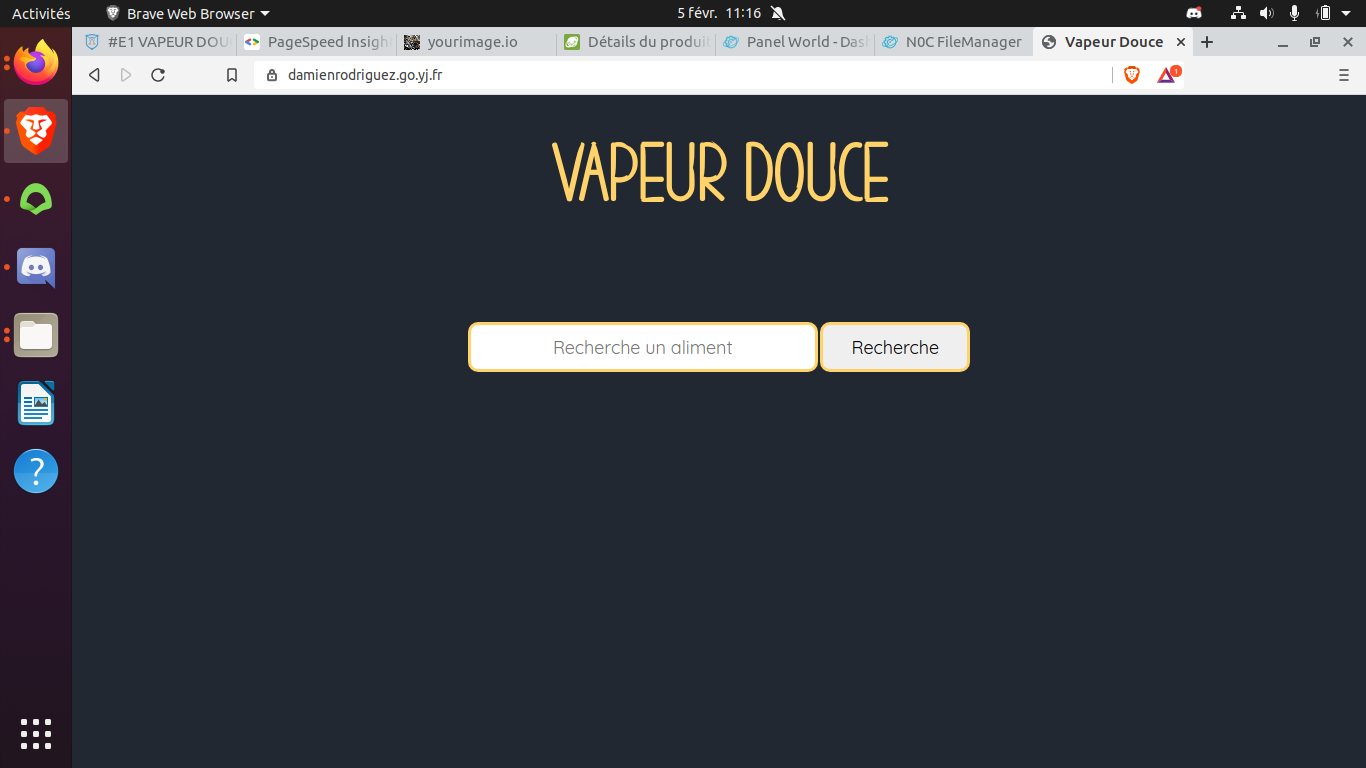 Activités Brave Web Browser 5 févr. 11:16
#E1 VAPEUR DOU PageSpeed Insigh yourimage.io Détails du produit Panel World - Das N0C FileManager Vapeur Douce
damienrodriguez.go.yj.fr 1
VAPEUR DOUCE
Recherche un aliment Recherche
?